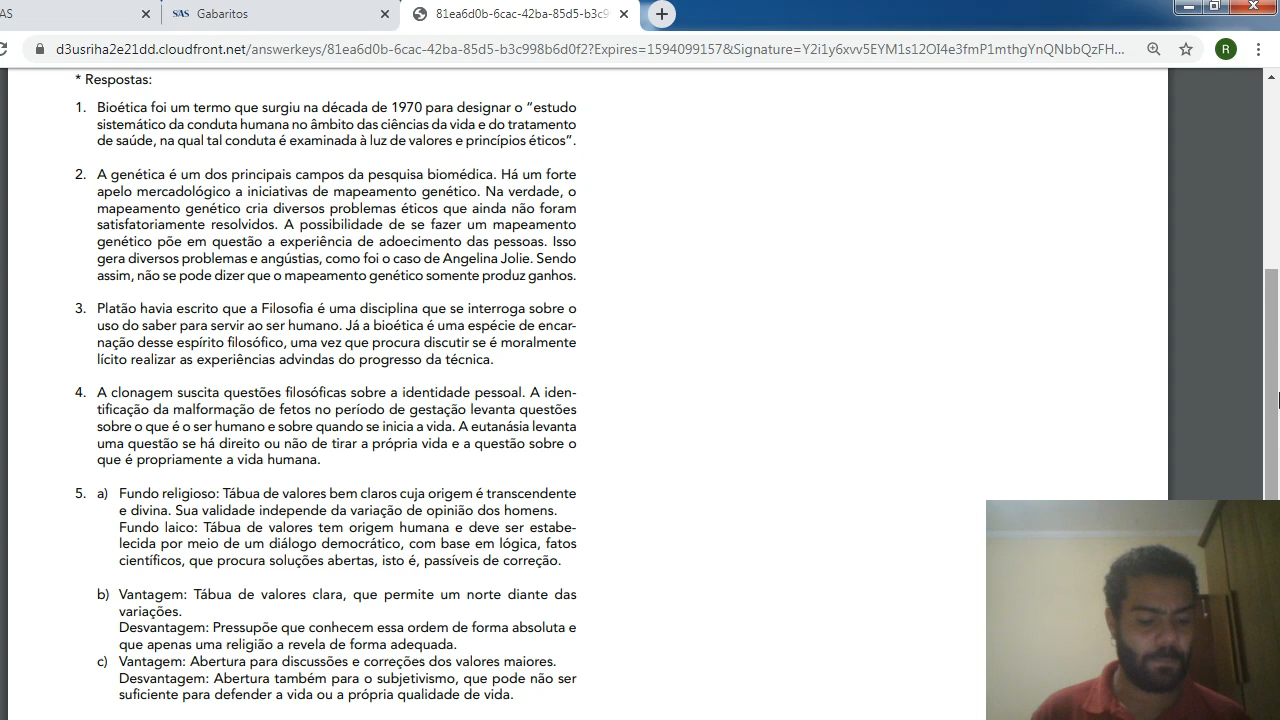 AS
SAS Gabaritos
81ea6d0b-6cac-42ba-85d5-b3c9
d3usriha2e21dd.cloudfront.net/answerkeys/81ea6d0b-6cac-42ba-85d5-b3c998b6d0f2?Expires=1594099157&Signature=Y2i1y6xvv5EYM1s12OI4e3fmP1mthgYnQNbbQzFH...
R
* Respostas:
1. Bioética foi um termo que surgiu na década de 1970 para designar o “estudo
sistemático da conduta humana no âmbito das ciências da vida e do tratamento
de saúde, na qual tal conduta é examinada à luz de valores e princípios éticos”.
2. A genética é um dos principais campos da pesquisa biomédica. Há um forte
apelo mercadológico a iniciativas de mapeamento genético. Na verdade, o
mapeamento genético cria diversos problemas éticos que ainda não foram
satisfatoriamente resolvidos. A possibilidade de se fazer um mapeamento
genético põe em questão a experiência de adoecimento das pessoas. Isso
gera diversos problemas e angústias, como foi o caso de Angelina Jolie. Sendo
assim, não se pode dizer que o mapeamento genético somente produz ganhos.
3. Platão havia escrito que a Filosofia é uma disciplina que se interroga sobre o
uso do saber para servir ao ser humano. Já a bioética é uma espécie de encar-
nação desse espírito filosófico, uma vez que procura discutir se é moralmente
lícito realizar as experiências advindas do progresso da técnica.
4. A clonagem suscita questões filosóficas sobre a identidade pessoal. A iden-
tificação da malformação de fetos no período de gestação levanta questões
sobre o que é o ser humano e sobre quando se inicia a vida. A eutanásia levanta
uma questão se há direito ou não de tirar a própria vida e a questão sobre o
que é propriamente a vida humana.
5. a) Fundo religioso: Tábua de valores bem claros cuja origem é transcendente
e divina. Sua validade independe da variação de opinião dos homens.
Fundo laico: Tábua de valores tem origem humana e deve ser estabe-
lecida por meio de um diálogo democrático, com base em lógica, fatos
científicos, que procura soluções abertas, isto é, passíveis de correção.
b) Vantagem: Tábua de valores clara, que permite um norte diante das
variações.
Desvantagem: Pressupõe que conhecem essa ordem de forma absoluta e
que apenas uma religião a revela de forma adequada.
c) Vantagem: Abertura para discussões e correções dos valores maiores.
Desvantagem: Abertura também para o subjetivismo, que pode não ser
suficiente para defender a vida ou a própria qualidade de vida.